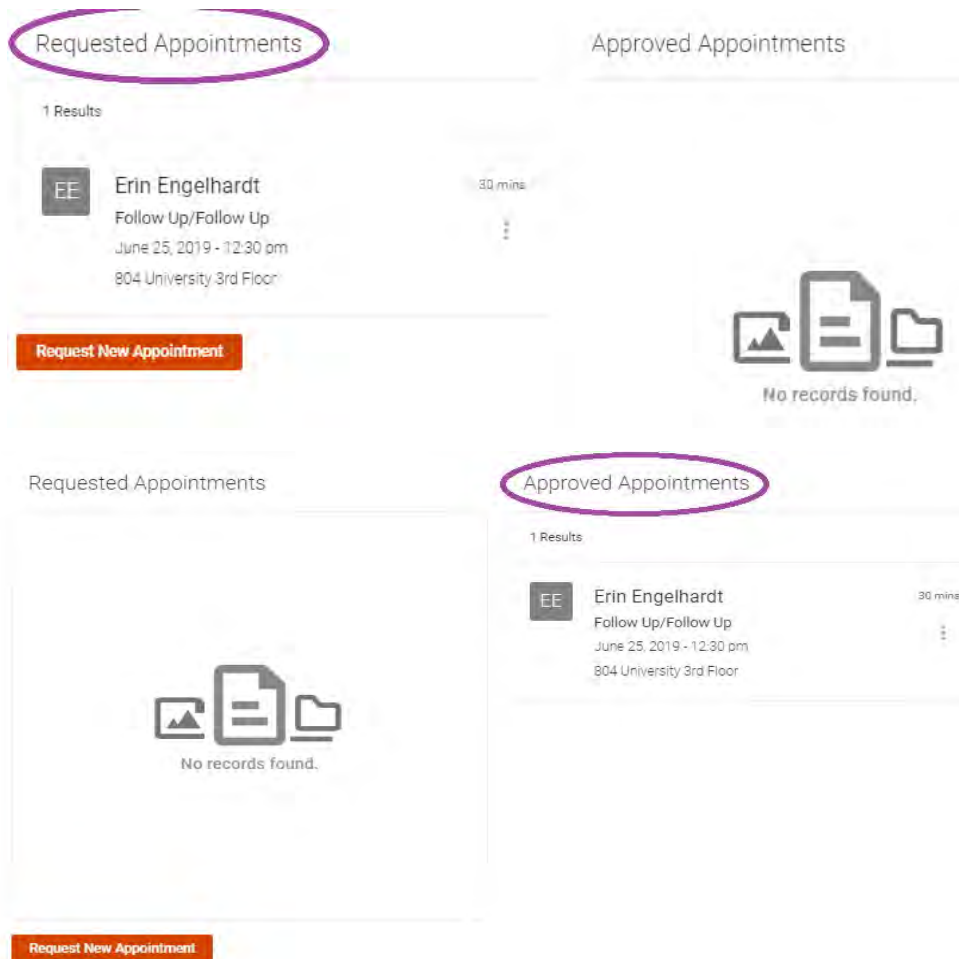 Requested Appointments
1 Results
EE
Erin Engelhardt
30 mins
Follow Up/Follow Up
June 25, 2019 - 12:30 pm
804 University 3rd Floor
Request New Appointment
Approved Appointments
No records found.
Requested Appointments
No records found.
Request New Appointment
Approved Appointments
1 Results
EE
Erin Engelhardt
30 mins
Follow Up/Follow Up
June 25, 2019 - 12:30 pm
804 University 3rd Floor